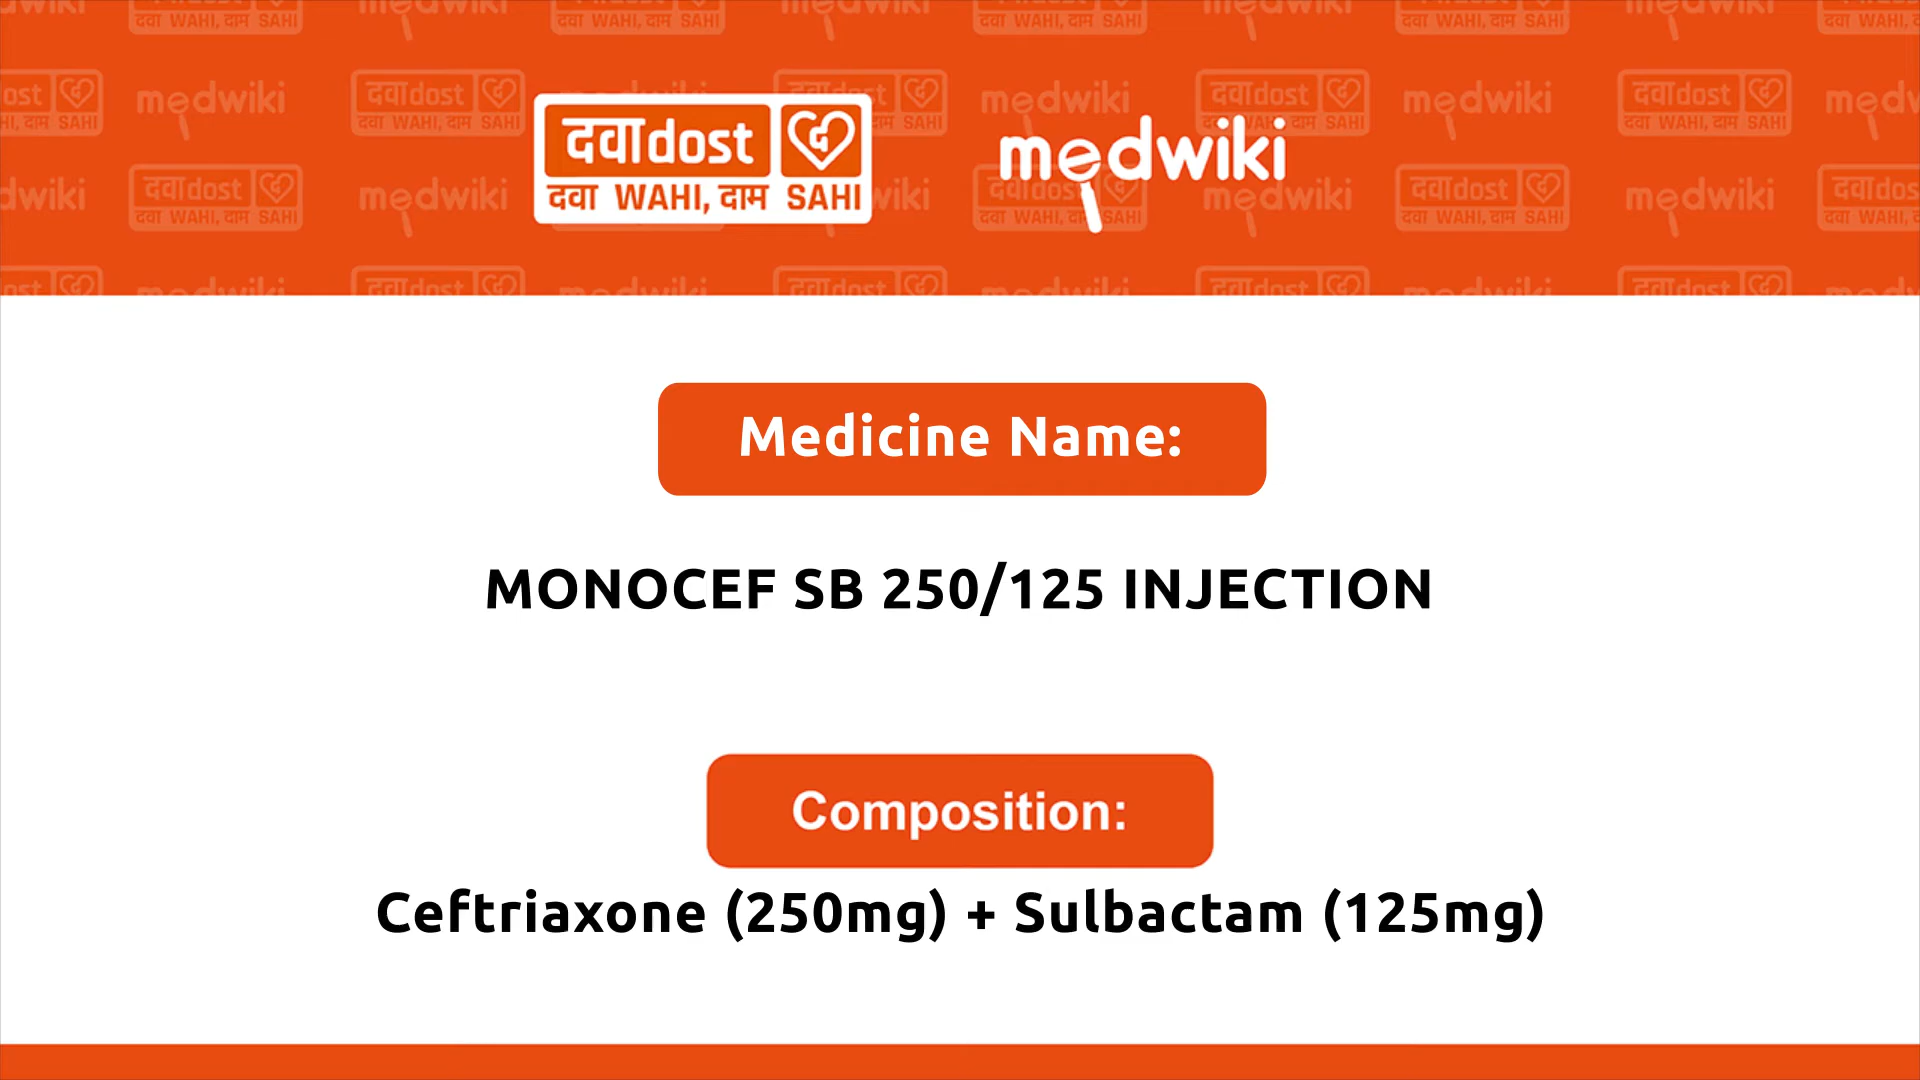 दवाdost
दवा WAHI, दाम SAHI
medwiki
Medicine Name:
MONOCEF SB 250/125 INJECTION
Composition:
Ceftriaxone (250mg) + Sulbactam (125mg)